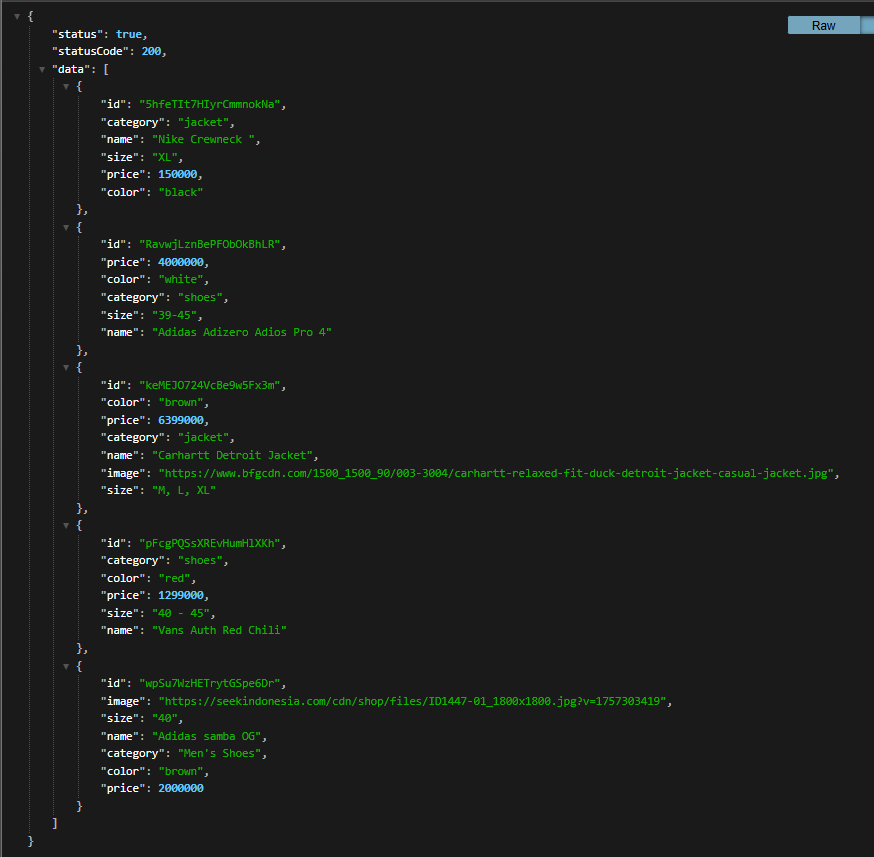 Raw
{
"status": true,
"statusCode": 200,
"data": [
{
"id": "5hfeTIt7HIyrCmmnokNa",
"category": "jacket",
"name": "Nike Crewneck ",
"size": "XL",
"price": 150000,
"color": "black"
},
{
"id": "RavwjLznBePFObOkBhLR",
"price": 4000000,
"color": "white",
"category": "shoes",
"size": "39-45",
"name": "Adidas Adizero Adios Pro 4"
},
{
"id": "keMEJO724VcBe9w5Fx3m",
"color": "brown",
"price": 6399000,
"category": "jacket",
"name": "Carhartt Detroit Jacket",
"image": "https://www.bfgcdn.com/1500_1500_90/003-3004/carhartt-relaxed-fit-duck-detroit-jacket-casual-jacket.jpg",
"size": "M, L, XL"
},
{
"id": "pFcgPQSsXREvHumHlXKh",
"category": "shoes",
"color": "red",
"price": 1299000,
"size": "40 - 45",
"name": "Vans Auth Red Chili"
},
{
"id": "wpSu7WzHETrytGSpe6Dr",
"image": "https://seekindonesia.com/cdn/shop/files/ID1447-01_1800x1800.jpg?v=1757303419",
"size": "40",
"name": "Adidas samba OG",
"category": "Men's Shoes",
"color": "brown",
"price": 2000000
}
]
}